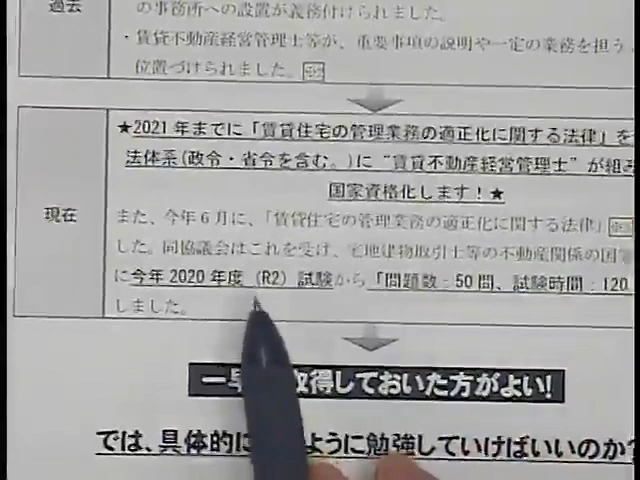 過去
の事務所への設置が義務付けられました。
・賃貸不動産経営管理士等が、重要事項の説明や一定の業務を担う
位置づけられました。
現在
★2021年までに「賃貸住宅の管理業務の適正化に関する法律」を
法体系(政令・省令を含む。)に“賃貸不動産経営管理士”が組み
国家資格化します!★
また、今年6月に、「賃貸住宅の管理業務の適正化に関する法律」
した。同協議会はこれを受け、宅地建物取引士等の不動産関係の国
に今年2020年度(R2)試験から「問題数:50問、試験時間:120
しました。
一早 取得しておいた方がよい!
では、具体的に ように勉強していけばいいのか?